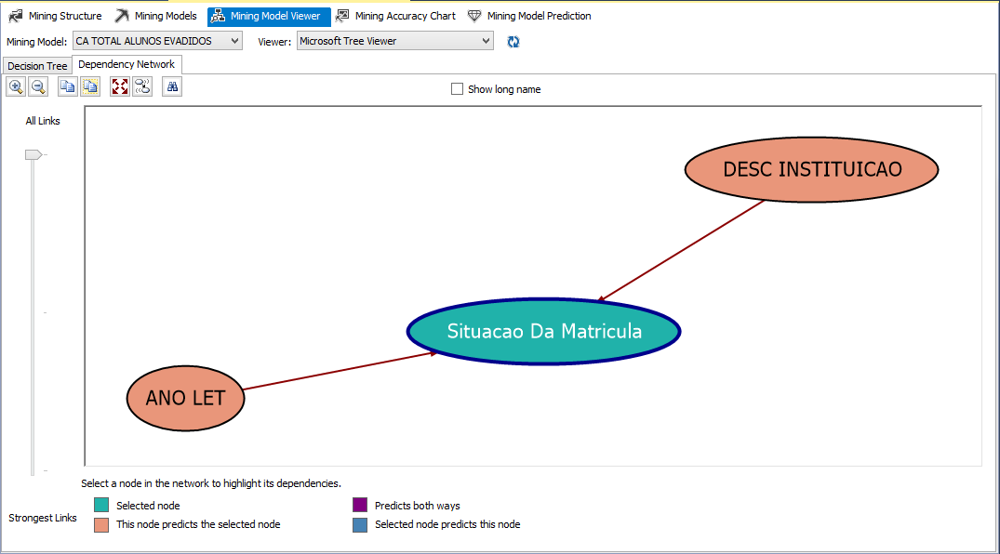 Mining Structure Mining Models Mining Model Viewer Mining Accuracy Chart Mining Model Prediction
Mining Model: CA TOTAL ALUNOS EVADIDOS Viewer: Microsoft Tree Viewer
Decision Tree Dependency Network
Show long name
All Links
DESC INSTITUICAO
Situacao Da Matricula
ANO LET
Select a node in the network to highlight its dependencies.
Selected node Predicts both ways
Strongest Links
This node predicts the selected node Selected node predicts this node